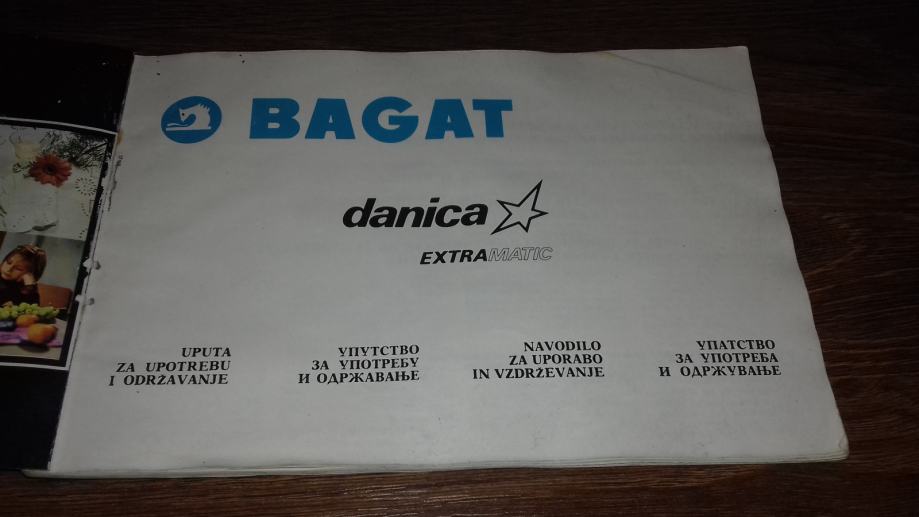 BAGAT
danica
EXTRAMATIC
UPUTA
ZA UPOTREBU
I ODRŽAVANJE
УПУТСТВО
ЗА УПОТРЕБУ
И ОДРЖАВАЊЕ
NAVODILO
ZA UPORABO
IN VZDRŽEVANJE
УПАТСТВО
ЗА УПОТРЕБА
И ОДРЖУВАЊЕ